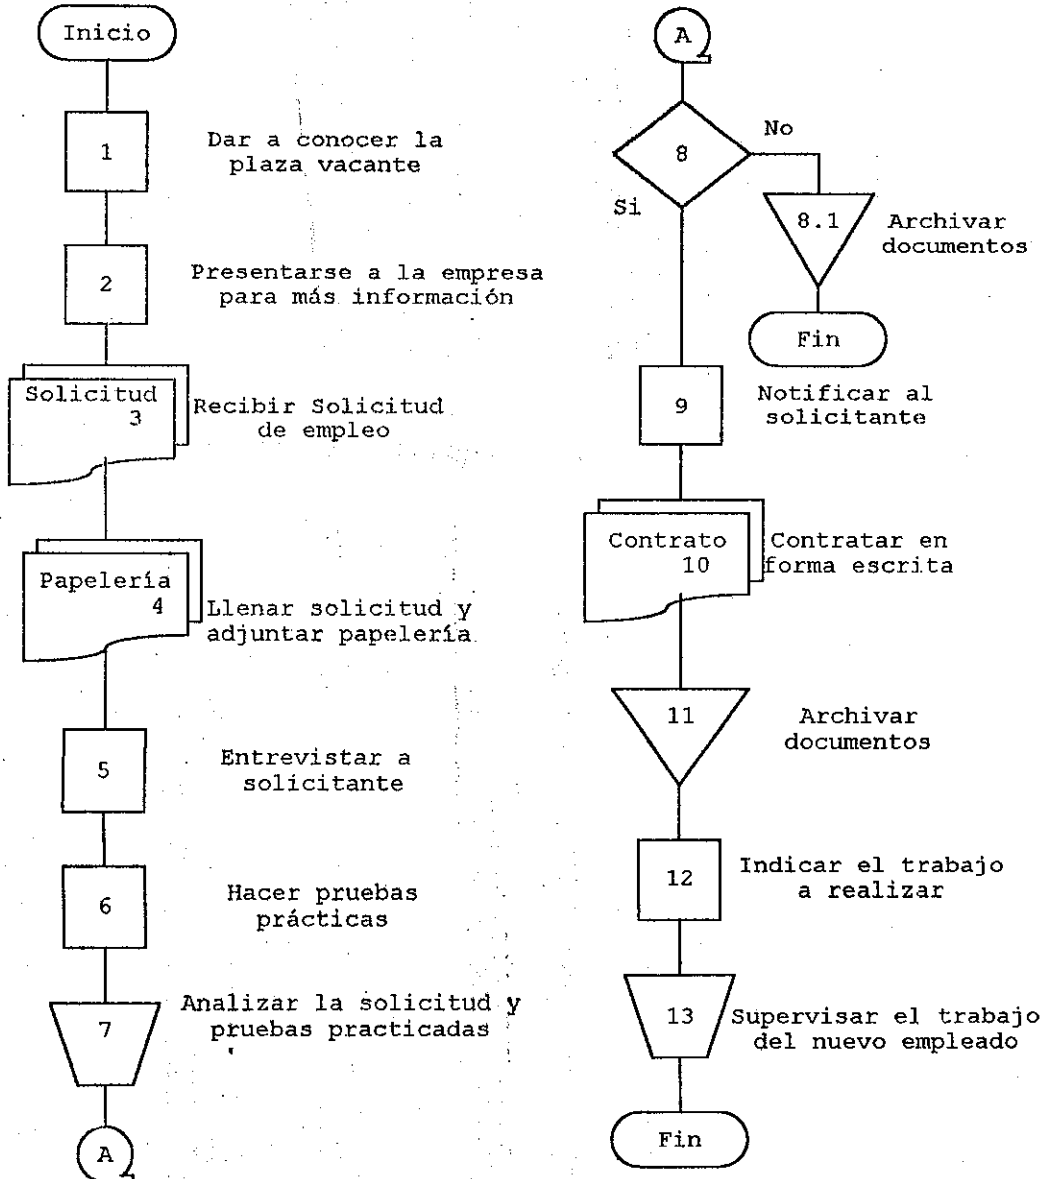 Inicio
1
Dar a conocer la
plaza vacante
2
Presentarse a la empresa
para más información
Solicitud
3
Recibir Solicitud
de empleo
Papelería
4
Llenar solicitud y
adjuntar papelería
5
Entrevistar a
solicitante
6
Hacer pruebas
prácticas
7
Analizar la solicitud y
pruebas practicadas
A
A
8
No
Si
8.1
Archivar
documentos
Fin
9
Notificar al
solicitante
Contrato
10
Contratar en
forma escrita
11
Archivar
documentos
12
Indicar el trabajo
a realizar
13
Supervisar el trabajo
del nuevo empleado
Fin